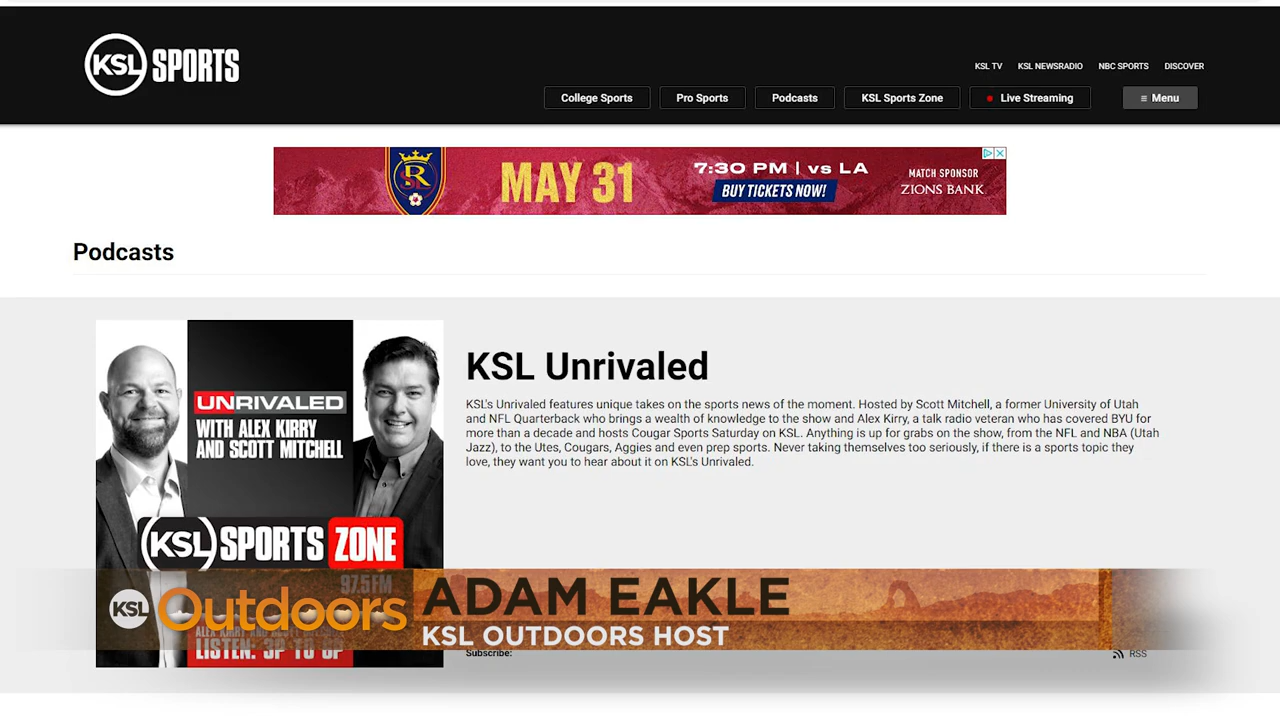 KSL SPORTS
KSL TV KSL NEWSRADIO NBC SPORTS DISCOVER
College Sports Pro Sports Podcasts KSL Sports Zone Live Streaming ≡ Menu
MAY 31
7:30 PM | vs LA
BUY TICKETS NOW!
MATCH SPONSOR
ZIONS BANK
Podcasts
UNRIVALED
WITH ALEX KIRRY
AND SCOTT MITCHELL
KSL SPORTS ZONE
97.5 FM
LISTEN: 3P TO
KSL Unrivaled
KSL's Unrivaled features unique takes on the sports news of the moment. Hosted by Scott Mitchell, a former University of Utah
and NFL Quarterback who brings a wealth of knowledge to the show and Alex Kirry, a talk radio veteran who has covered BYU for
more than a decade and hosts Cougar Sports Saturday on KSL. Anything is up for grabs on the show, from the NFL and NBA (Utah
Jazz), to the Utes, Cougars, Aggies and even prep sports. Never taking themselves too seriously, if there is a sports topic they
love, they want you to hear about it on KSL's Unrivaled.
KSL Outdoors
ADAM EAKLE
KSL OUTDOORS HOST
Subscribe:
RSS